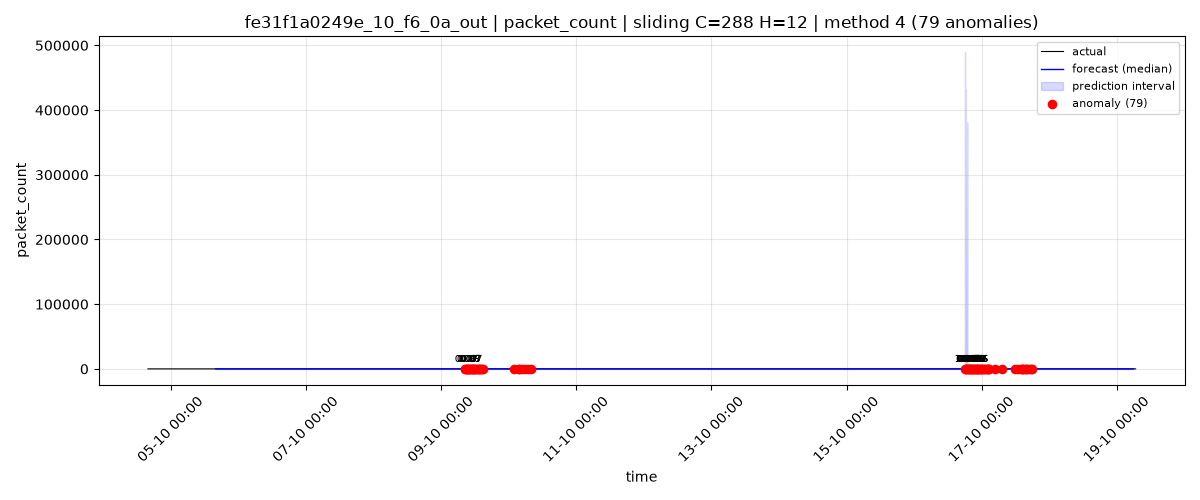 fe31f1a0249e_10_f6_0a_out | packet_count | sliding C=288 H=12 | method 4 (79 anomalies)
actual
forecast (median)
prediction interval
anomaly (79)
packet_count
500000
400000
300000
200000
100000
0
05-10 00:00
07-10 00:00
09-10 00:00
11-10 00:00
13-10 00:00
15-10 00:00
17-10 00:00
19-10 00:00
time